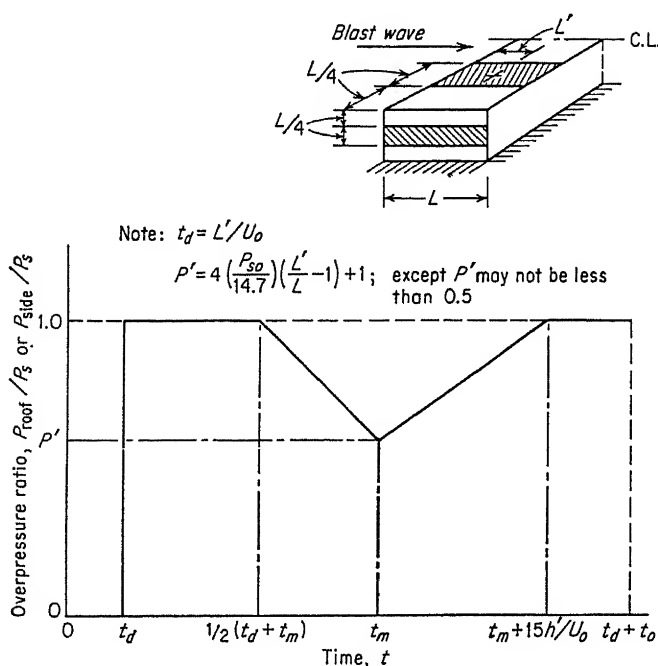 Blast wave
L'
C.L.
L/4
L/4
L
Note: t_d = L'/U_o
P' = 4 (P_so/14.7) (L'/L - 1) + 1; except P' may not be less
than 0.5
Overpressure ratio, P_roof/P_s or P_side/P_s
1.0
P'
0
0 t_d 1/2 (t_d + t_m) t_m t_m + 15h'/U_o t_d + t_o
Time, t